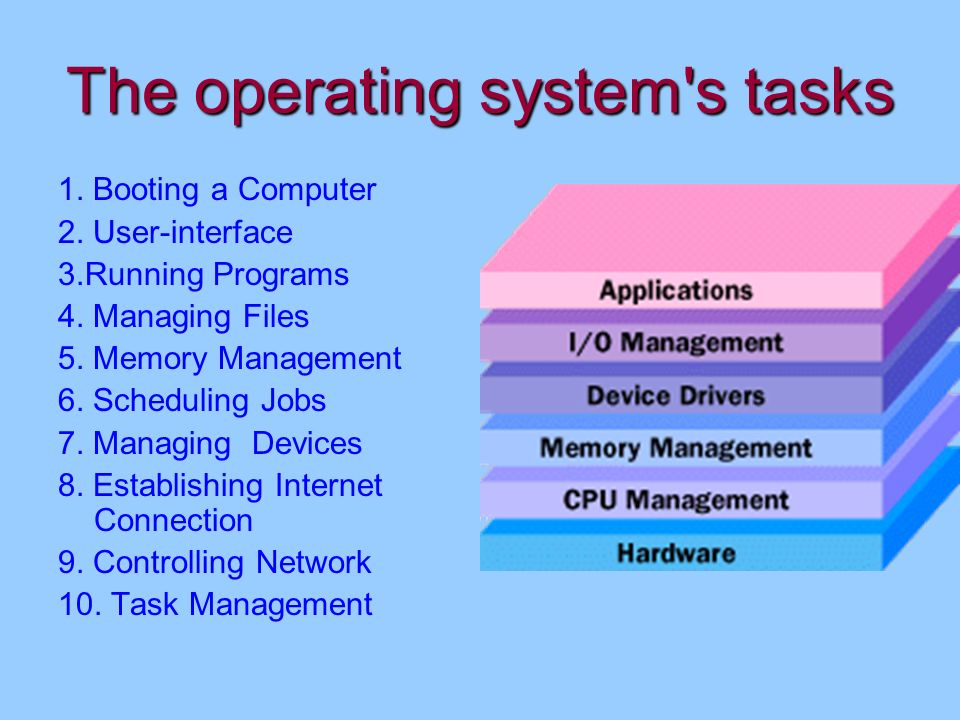 The operating system's tasks
1. Booting a Computer
2. User-interface
3.Running Programs
4. Managing Files
5. Memory Management
6. Scheduling Jobs
7. Managing  Devices
8. Establishing Internet
Connection
9. Controlling Network
10. Task Management
Applications
I/O Management
Device Drivers
Memory Management
CPU Management
Hardware